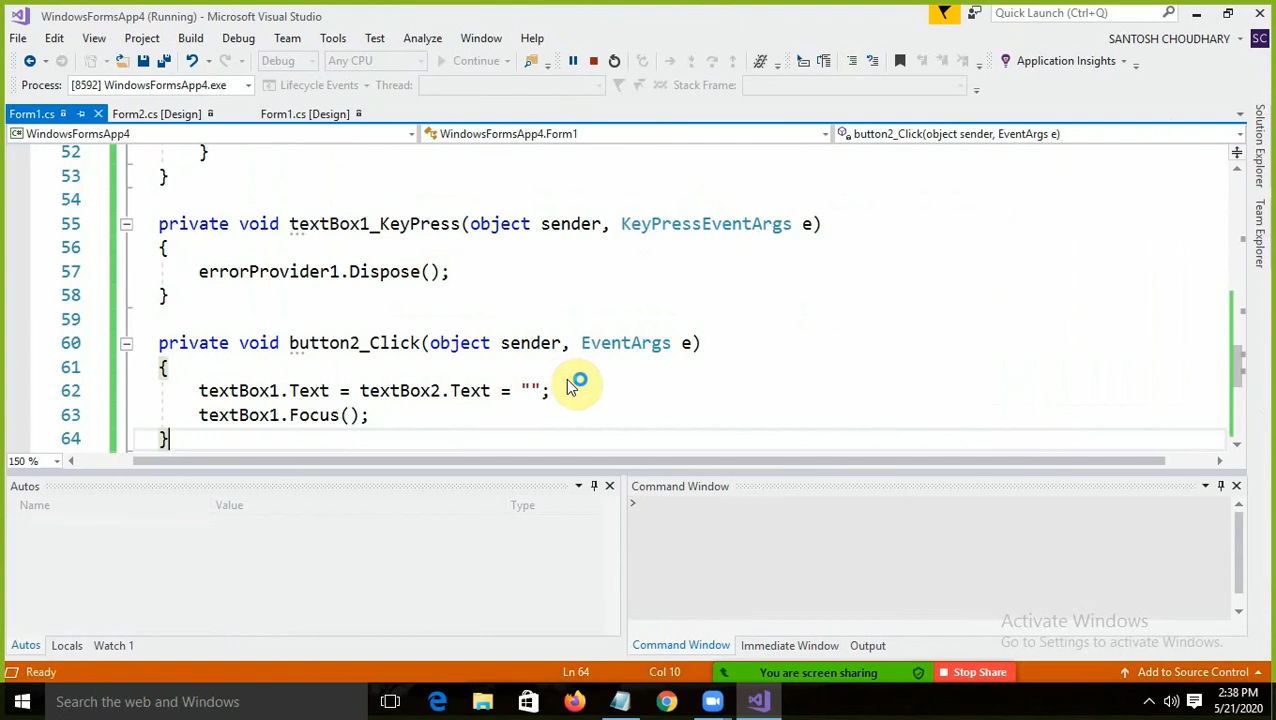 WindowsFormsApp4 (Running) - Microsoft Visual Studio
Quick Launch (Ctrl+Q)
File Edit View Project Build Debug Team Tools Test Analyze Window Help
SANTOSH CHOUDHARY SC
Debug Any CPU Continue Application Insights
Process: [8592] WindowsFormsApp4.exe Lifecycle Events Thread: Stack Frame:
Form1.cs Form2.cs [Design] Form1.cs [Design]
WindowsFormsApp4 WindowsFormsApp4.Form1 button2_Click(object sender, EventArgs e)
Solution Explorer
Team Explorer
52 }
53 }
54
55 private void textBox1_KeyPress(object sender, KeyPressEventArgs e)
56 {
57 errorProvider1.Dispose();
58 }
59
60 private void button2_Click(object sender, EventArgs e)
61 {
62 textBox1.Text = textBox2.Text = "";
63 textBox1.Focus();
64 }
150 %
Autos
Name Value Type
Command Window
>
Autos Locals Watch 1
Command Window Immediate Window Output
Activate Windows
Go to Settings to activate Windows.
Ready Ln 64 Col 10 You are screen sharing Stop Share Add to Source Control
Search the web and Windows
2:38 PM
5/21/2020